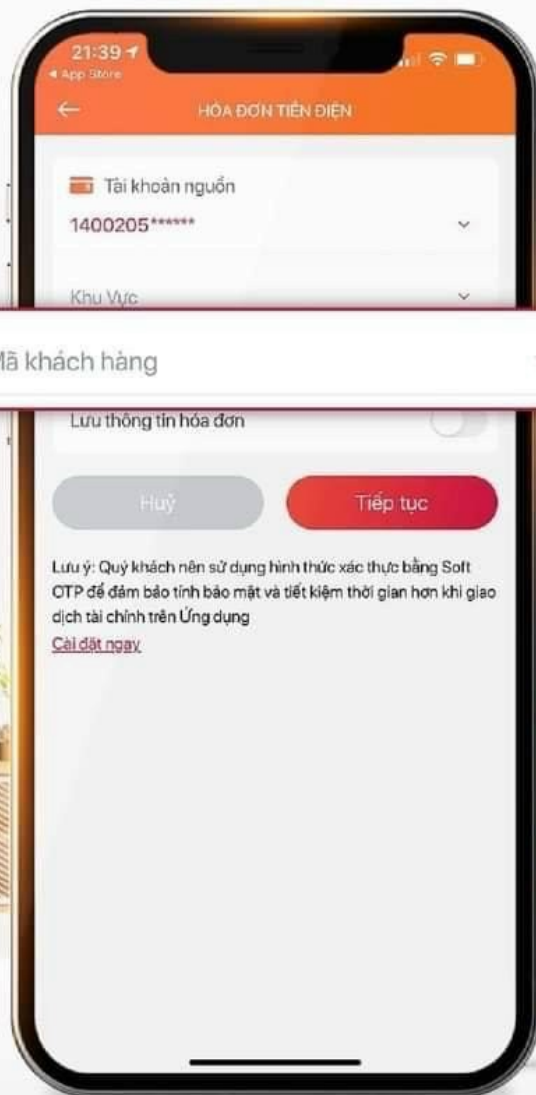 21:39
App Store
HÓA ĐƠN TIỀN ĐIỆN
Tài khoản nguồn
1400205******
Khu Vực
Mã khách hàng
Lưu thông tin hóa đơn
Huỷ
Tiếp tục
Lưu ý: Quý khách nên sử dụng hình thức xác thực bằng Soft
OTP để đảm bảo tính bảo mật và tiết kiệm thời gian hơn khi giao
dịch tài chính trên Ứng dụng
Cài đặt ngay